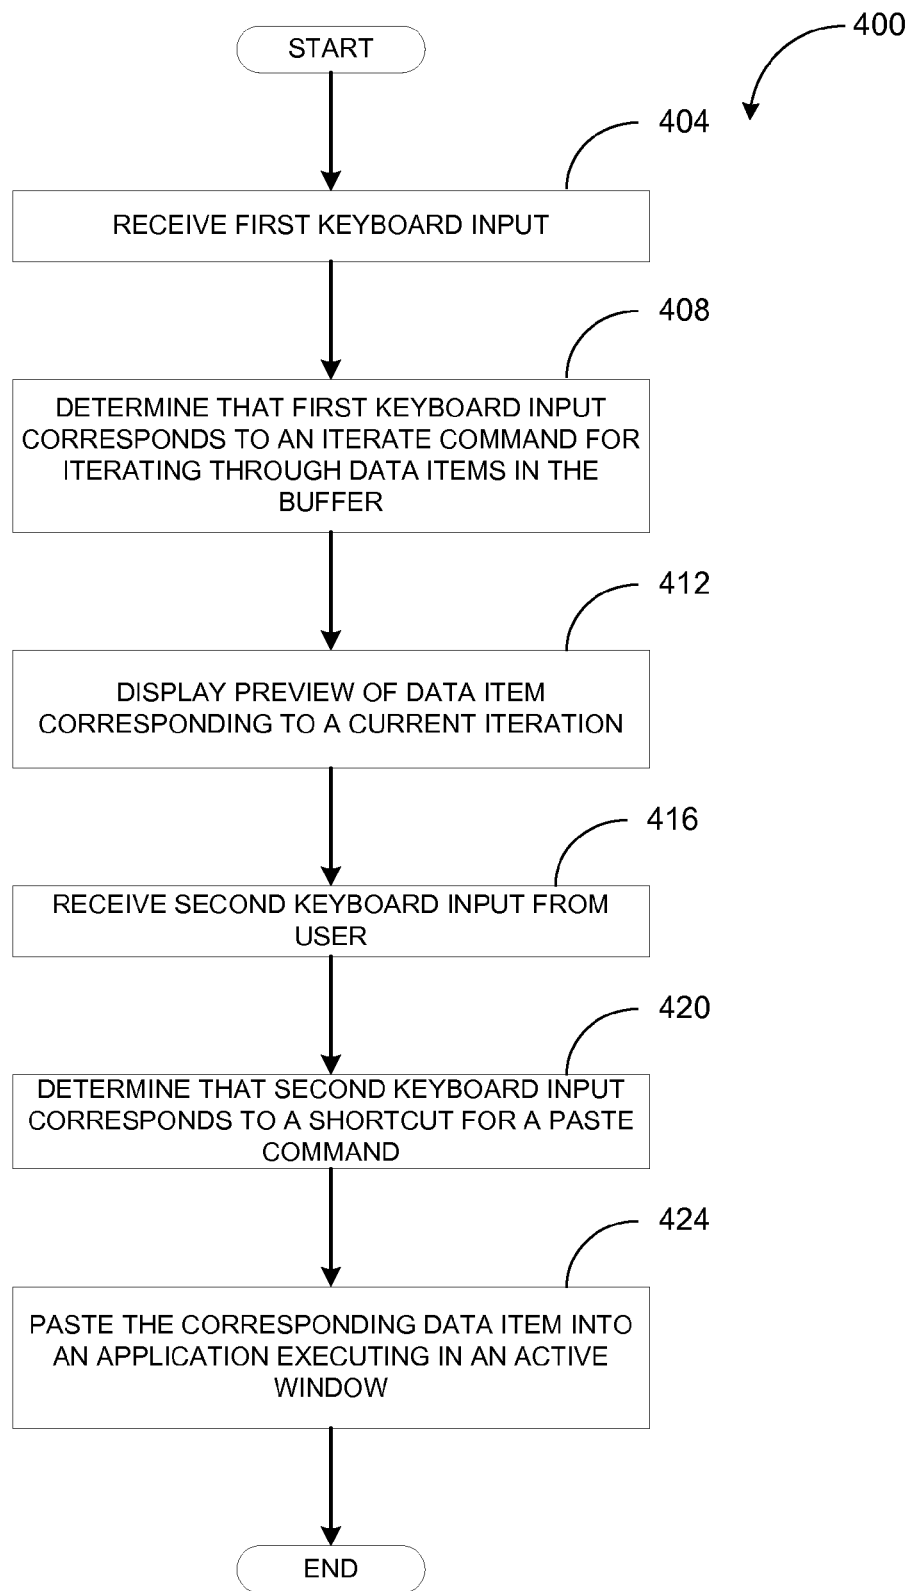 400
START
404
RECEIVE FIRST KEYBOARD INPUT
408
DETERMINE THAT FIRST KEYBOARD INPUT
CORRESPONDS TO AN ITERATE COMMAND FOR
ITERATING THROUGH DATA ITEMS IN THE
BUFFER
412
DISPLAY PREVIEW OF DATA ITEM
CORRESPONDING TO A CURRENT ITERATION
416
RECEIVE SECOND KEYBOARD INPUT FROM
USER
420
DETERMINE THAT SECOND KEYBOARD INPUT
CORRESPONDS TO A SHORTCUT FOR A PASTE
COMMAND
424
PASTE THE CORRESPONDING DATA ITEM INTO
AN APPLICATION EXECUTING IN AN ACTIVE
WINDOW
END